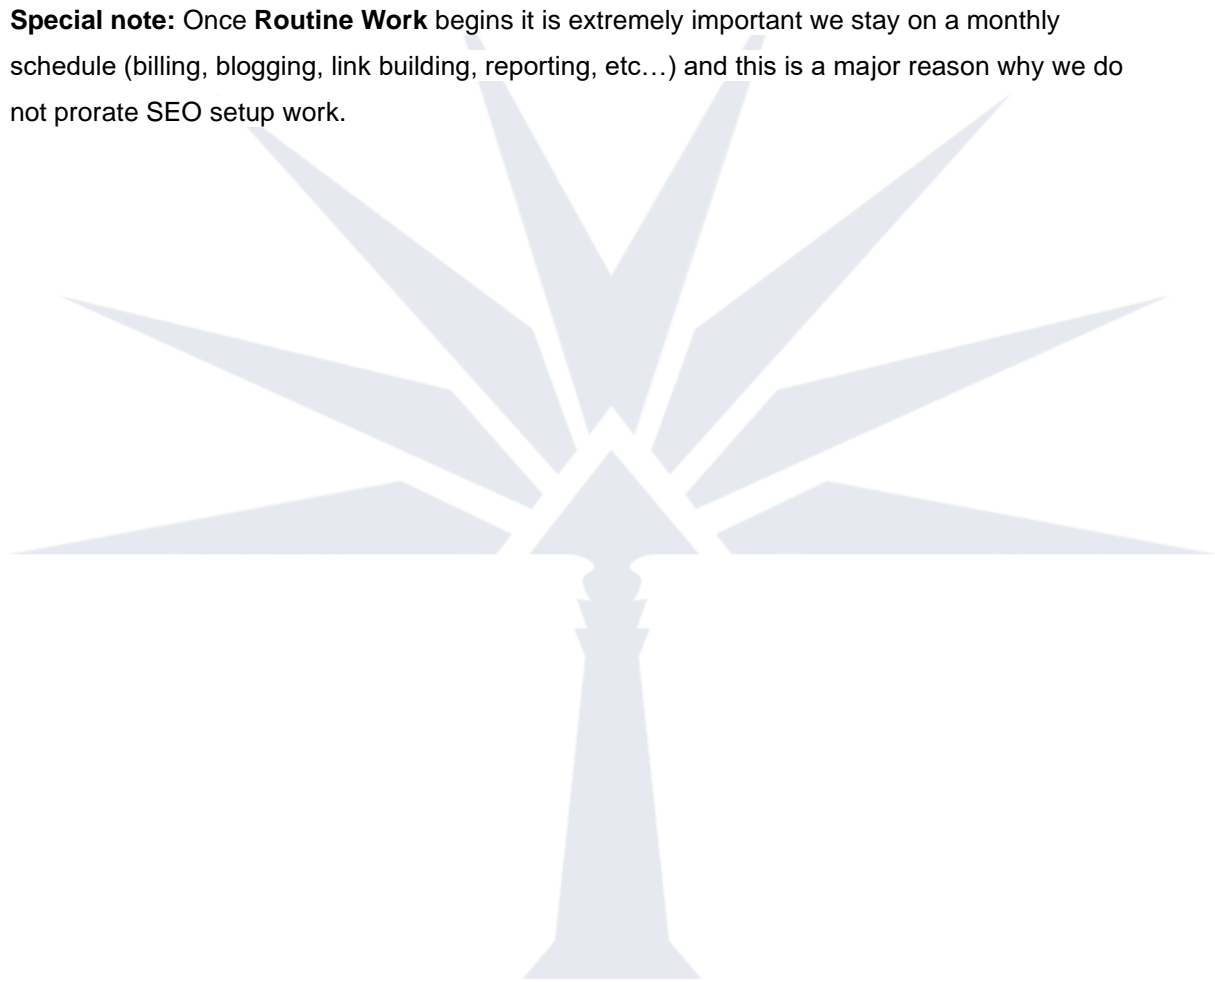 Special note: Once Routine Work begins it is extremely important we stay on a monthly
schedule (billing, blogging, link building, reporting, etc…) and this is a major reason why we do
not prorate SEO setup work.